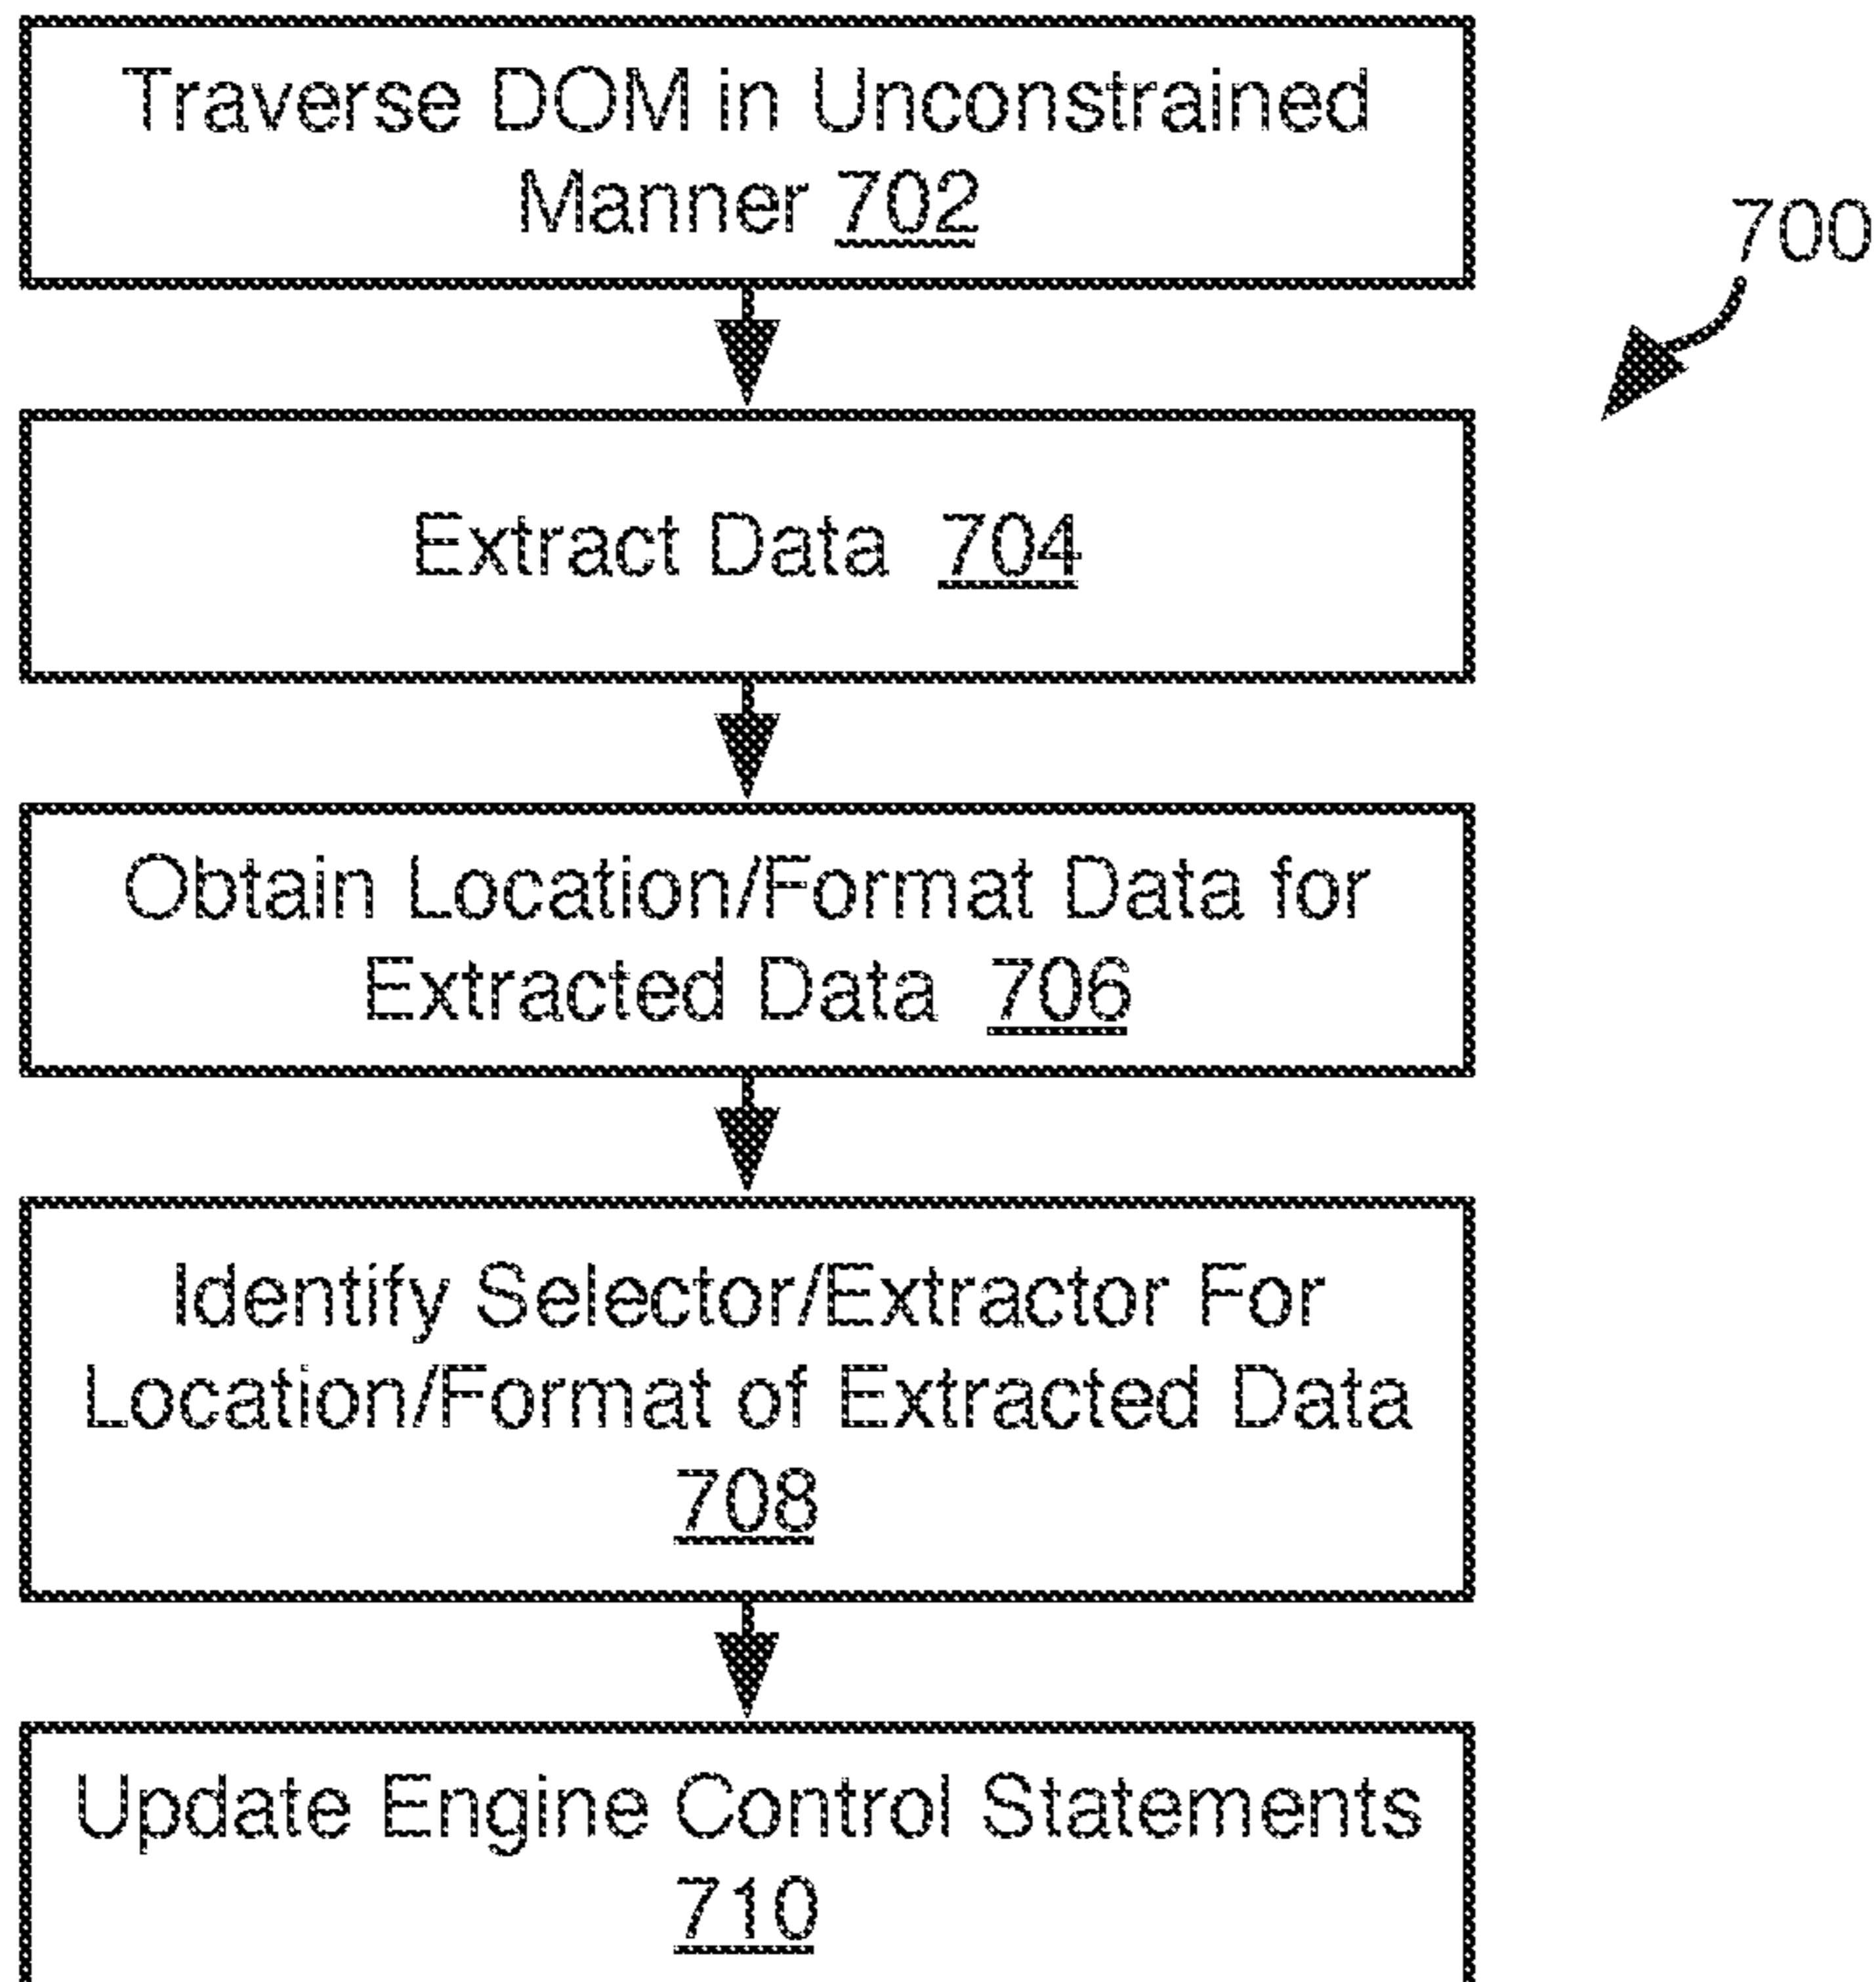 Traverse DOM in Unconstrained
Manner 702
700
Extract Data 704
Obtain Location/Format Data for
Extracted Data 706
Identify Selector/Extractor For
Location/Format of Extracted Data
708
Update Engine Control Statements
710